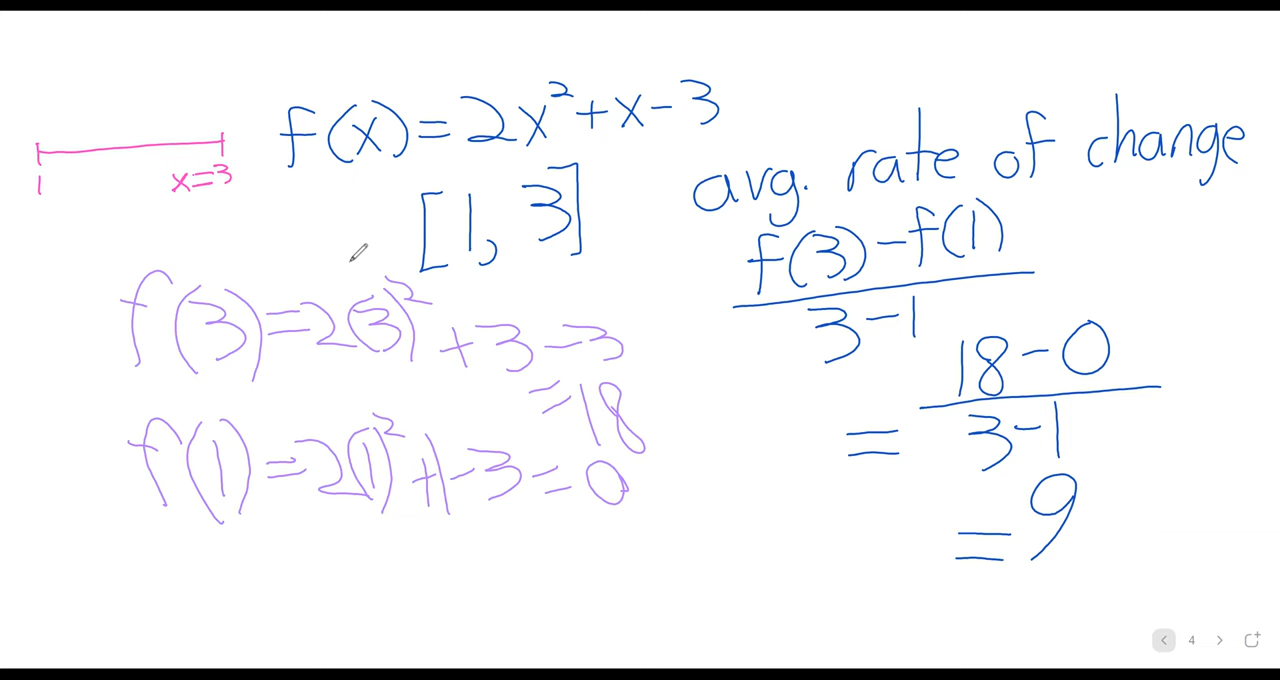 f(x) = 2x² + x - 3
[1, 3]
1
x=3
f(3) = 2(3)² + 3 - 3
= 18
f(1) = 2(1)² + 1 - 3 = 0
avg. rate of change
f(3) - f(1)
3 - 1
18 - 0
=
3 - 1
= 9
4